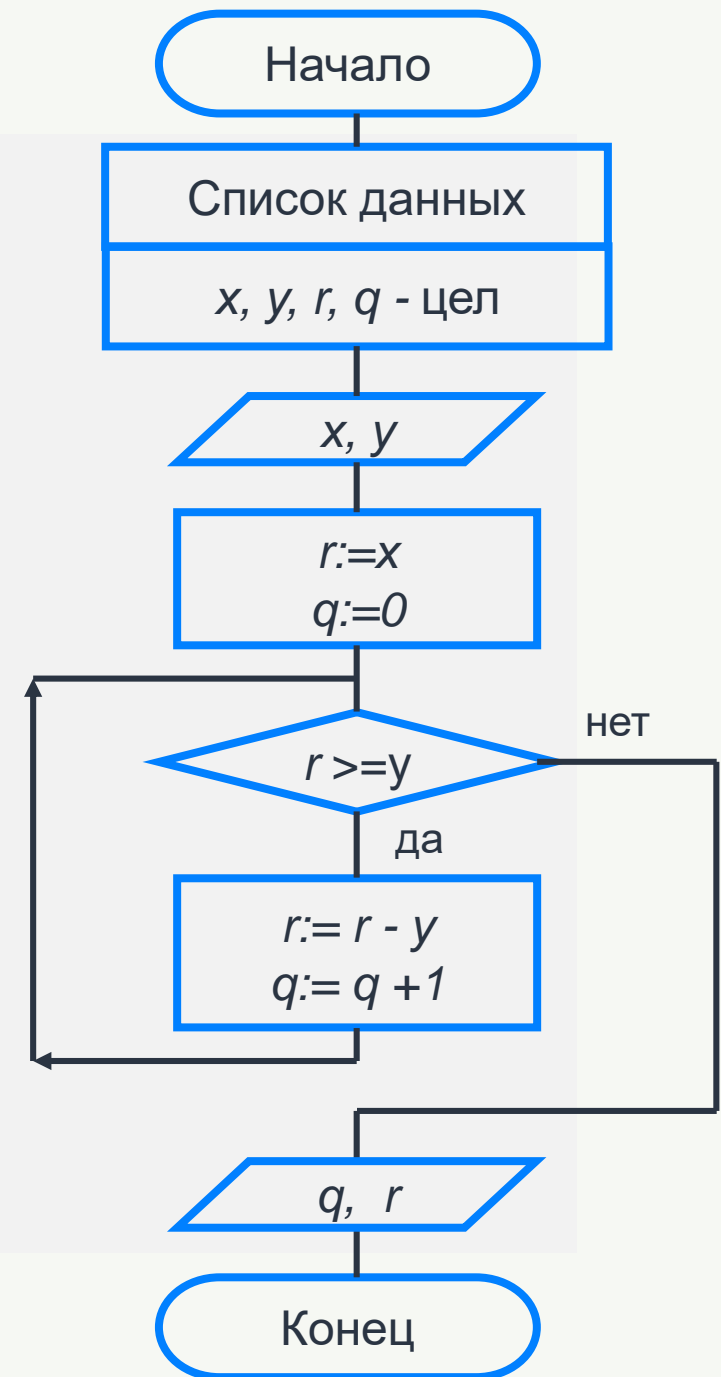 Начало
Список данных
x, y, r, q - цел
x, y
r:=x
q:=0
r >=y
нет
да
r:= r - y
q:= q +1
q, r
Конец